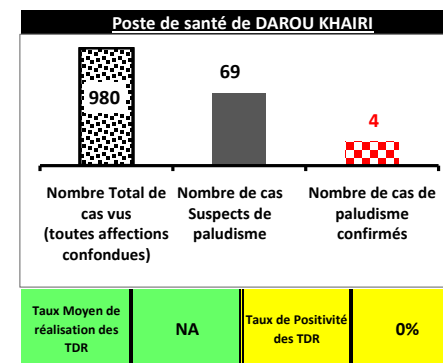 Poste de santé de DAROU KHAIRI
980
69
4
Nombre Total de
cas vus
(toutes affections
confondues)
Nombre de cas
Suspects de
paludisme
Nombre de cas de
paludisme
confirmés
Taux Moyen de
réalisation des
TDR
NA
Taux de Positivité
des TDR
0%